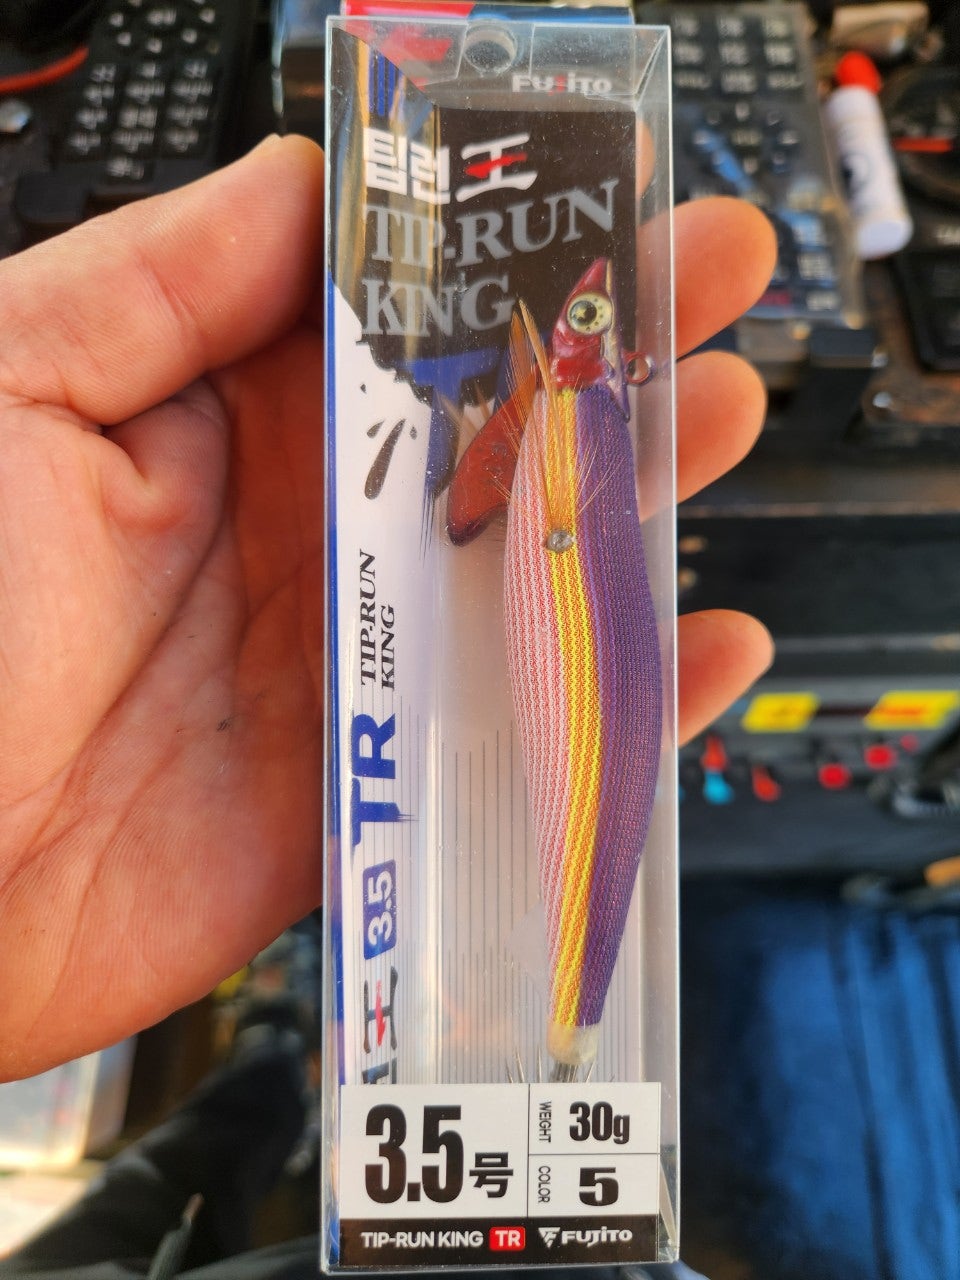 FUJITO
팁런王
TIP-RUN
KING
TIP-RUN
KING
TR
3.5
王
3.5号
WEIGHT
30g
COLOR
5
TIP-RUN KING TR FUJITO